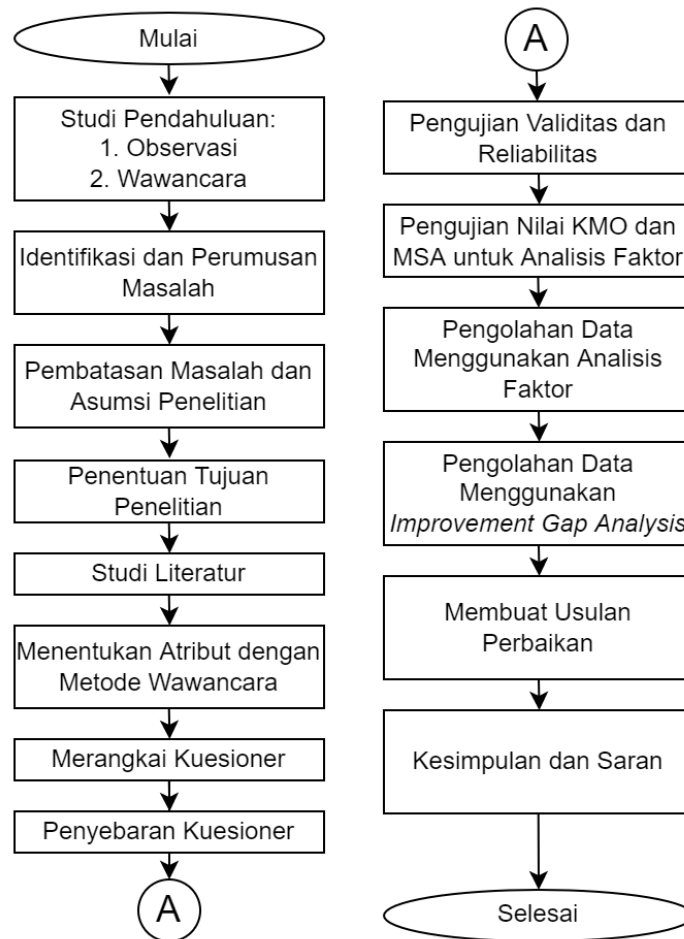 Mulai
Studi Pendahuluan:
1. Observasi
2. Wawancara
Identifikasi dan Perumusan
Masalah
Pembatasan Masalah dan
Asumsi Penelitian
Penentuan Tujuan
Penelitian
Studi Literatur
Menentukan Atribut dengan
Metode Wawancara
Merangkai Kuesioner
Penyebaran Kuesioner
A
A
Pengujian Validitas dan
Reliabilitas
Pengujian Nilai KMO dan
MSA untuk Analisis Faktor
Pengolahan Data
Menggunakan Analisis
Faktor
Pengolahan Data
Menggunakan
Improvement Gap Analysis
Membuat Usulan
Perbaikan
Kesimpulan dan Saran
Selesai